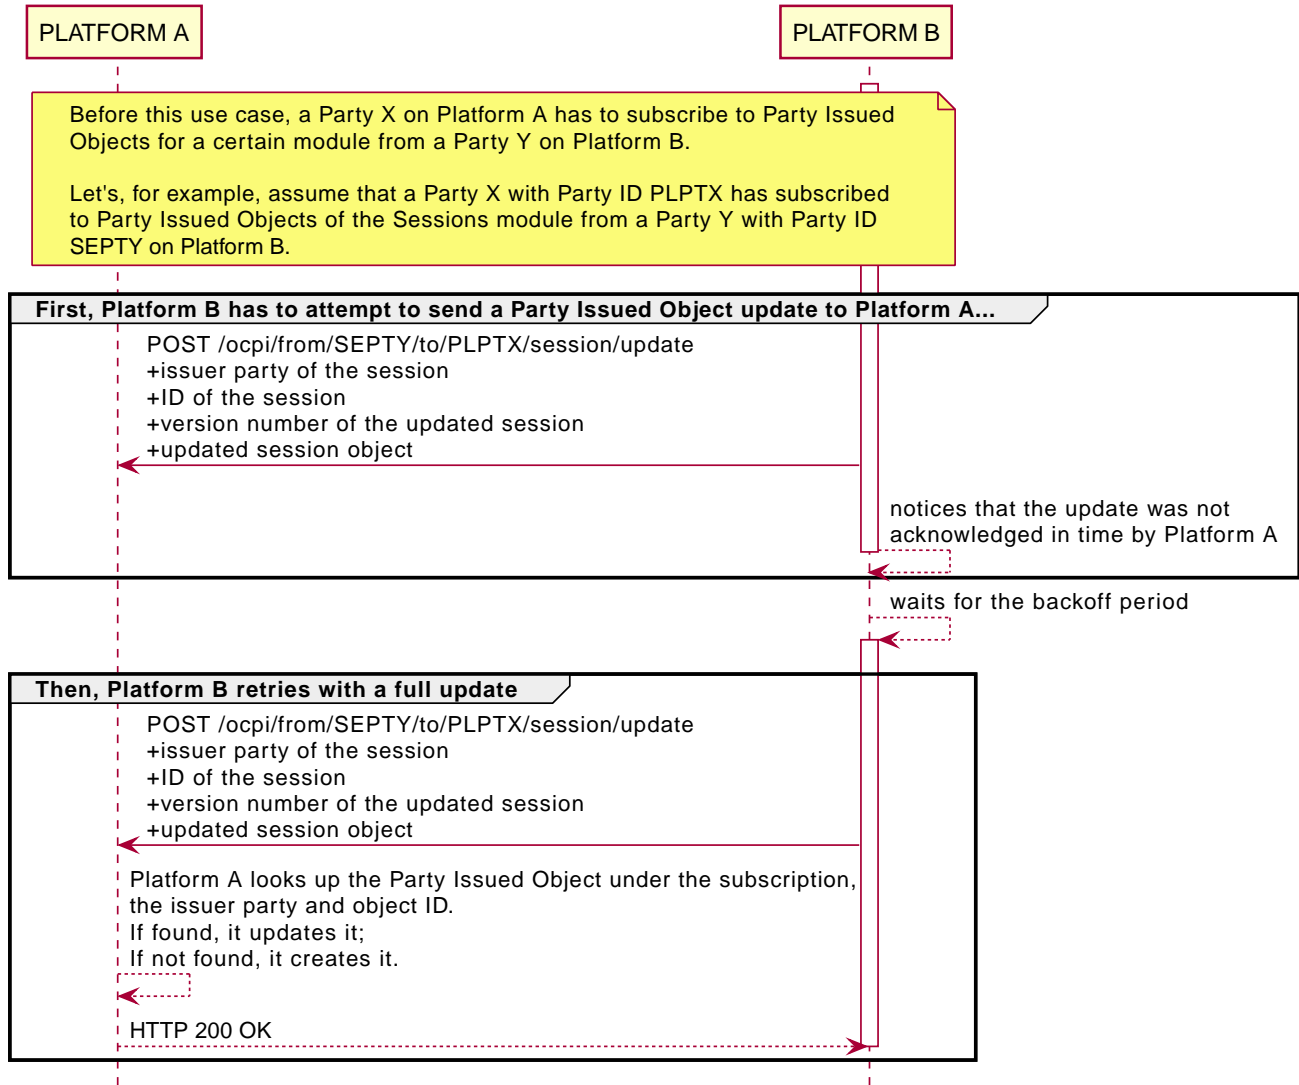 PLATFORM A
PLATFORM B
Before this use case, a Party X on Platform A has to subscribe to Party Issued
Objects for a certain module from a Party Y on Platform B.
Let's, for example, assume that a Party X with Party ID PLPTX has subscribed
to Party Issued Objects of the Sessions module from a Party Y with Party ID
SEPTY on Platform B.
First, Platform B has to attempt to send a Party Issued Object update to Platform A...
POST /ocpi/from/SEPTY/to/PLPTX/session/update
+issuer party of the session
+ID of the session
+version number of the updated session
+updated session object
notices that the update was not
acknowledged in time by Platform A
waits for the backoff period
Then, Platform B retries with a full update
POST /ocpi/from/SEPTY/to/PLPTX/session/update
+issuer party of the session
+ID of the session
+version number of the updated session
+updated session object
Platform A looks up the Party Issued Object under the subscription,
the issuer party and object ID.
If found, it updates it;
If not found, it creates it.
HTTP 200 OK